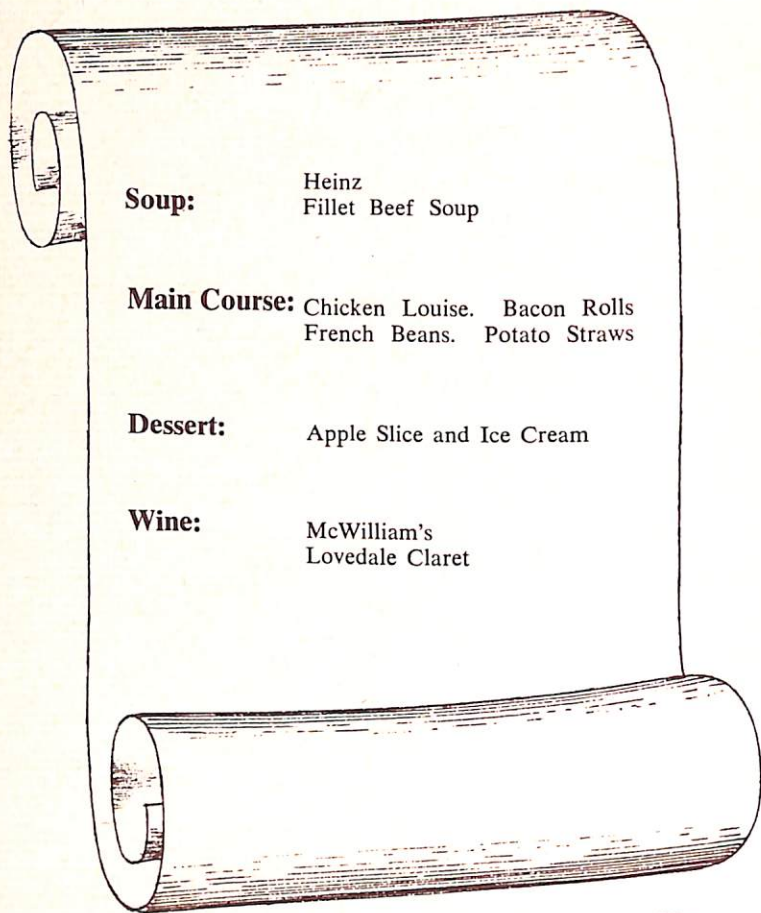 Soup:
Heinz
Fillet Beef Soup
Main Course: Chicken Louise. Bacon Rolls
French Beans. Potato Straws
Dessert: Apple Slice and Ice Cream
Wine:
McWilliam's
Lovedale Claret